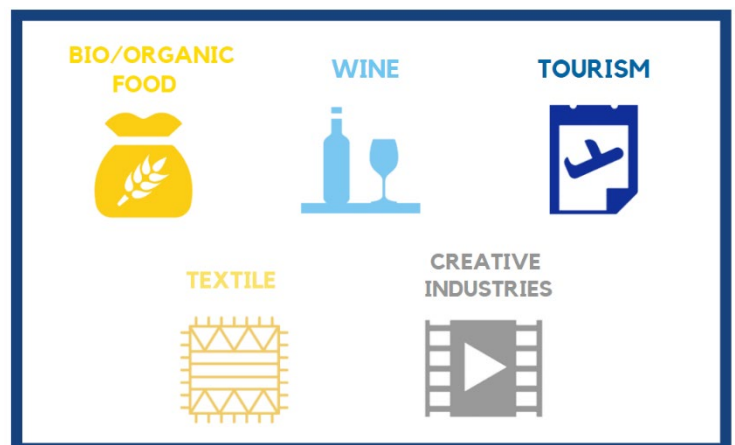 BIO/ORGANIC
FOOD
WINE
TOURISM
TEXTILE
CREATIVE
INDUSTRIES